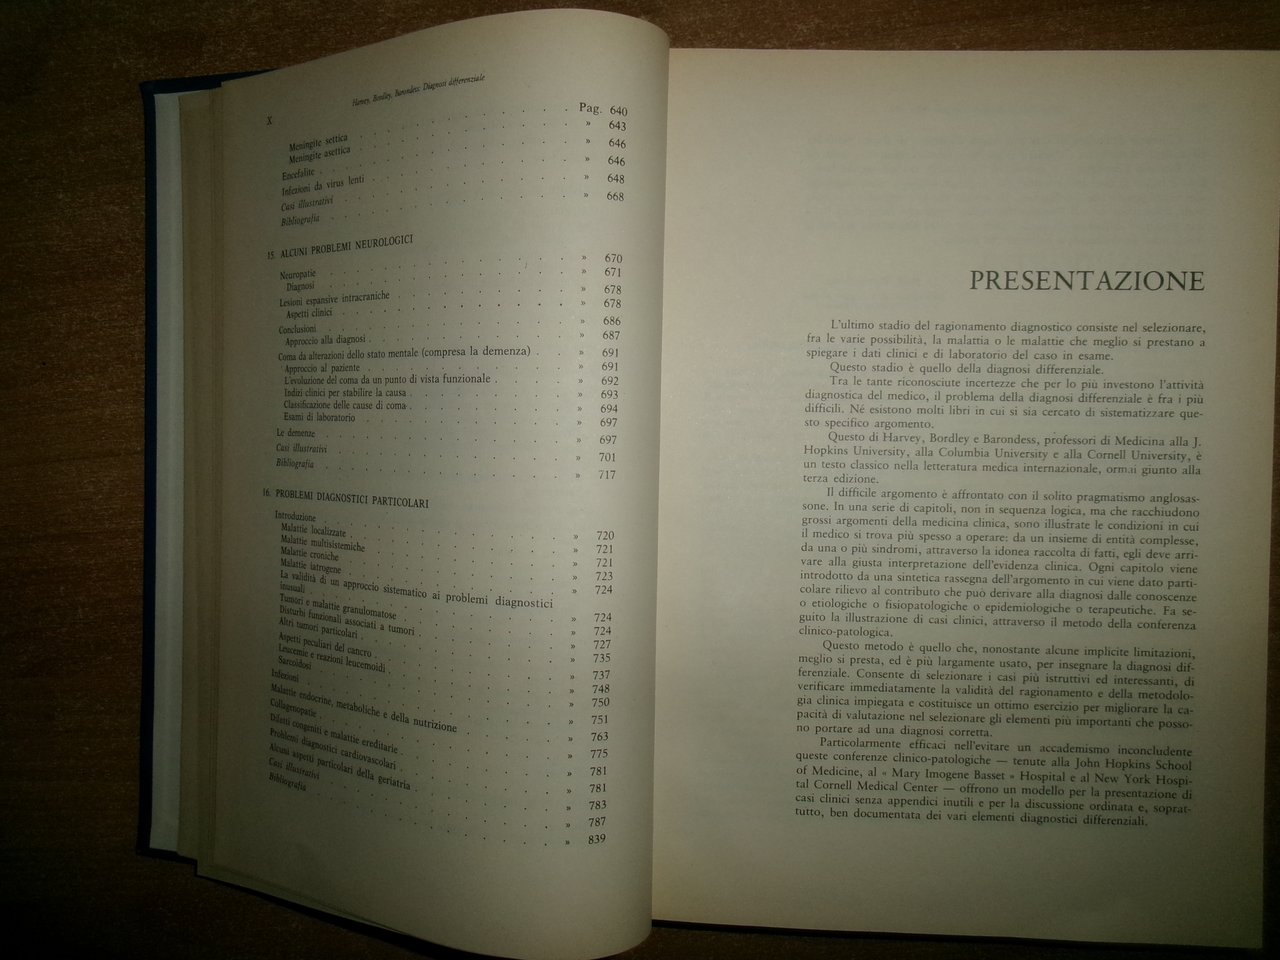 X
Harvey, Bordley, Barondess: Diagnosi differenziale
Meningite settica . . . Pag. 640
Meningite asettica . . . » 643
Encefalite . . . » 646
Infezioni da virus lenti . . . » 646
Casi illustrativi . . . » 648
Bibliografia . . . » 668
15. ALCUNI PROBLEMI NEUROLOGICI
Neuropatie . . . » 670
Diagnosi . . . » 671
Lesioni espansive intracraniche . . . » 678
Aspetti clinici . . . » 678
Conclusioni . . . » 686
Approccio alla diagnosi . . . » 687
Coma da alterazioni dello stato mentale (compresa la demenza) . . . » 691
Approccio al paziente . . . » 691
L'evoluzione del coma da un punto di vista funzionale . . . » 692
Indizi clinici per stabilire la causa . . . » 693
Classificazione delle cause di coma . . . » 694
Esami di laboratorio . . . » 697
Le demenze . . . » 697
Casi illustrativi . . . » 701
Bibliografia . . . » 717
16. PROBLEMI DIAGNOSTICI PARTICOLARI
Introduzione . . . » 720
Malattie localizzate . . . » 721
Malattie multisistemiche . . . » 721
Malattie croniche . . . » 723
Malattie iatrogene . . . » 724
La validità di un approccio sistematico ai problemi diagnostici
inusuali . . . » 724
Tumori e malattie granulomatose . . . » 724
Disturbi funzionali associati a tumori . . . » 727
Altri tumori particolari . . . » 735
Aspetti peculiari del cancro . . . » 737
Leucemie e reazioni leucemoidi . . . » 748
Sarcoidosi . . . » 750
Infezioni . . . » 751
Malattie endocrine, metaboliche e della nutrizione . . . » 763
Collagenopatie . . . » 775
Difetti congeniti e malattie ereditarie . . . » 781
Problemi diagnostici cardiovascolari . . . » 781
Alcuni aspetti particolari della geriatria . . . » 783
Casi illustrativi . . . » 787
Bibliografia . . . » 839
PRESENTAZIONE
L'ultimo stadio del ragionamento diagnostico consiste nel selezionare,
fra le varie possibilità, la malattia o le malattie che meglio si prestano a
spiegare i dati clinici e di laboratorio del caso in esame.
Questo stadio è quello della diagnosi differenziale.
Tra le tante riconosciute incertezze che per lo più investono l'attività
diagnostica del medico, il problema della diagnosi differenziale è fra i più
difficili. Né esistono molti libri in cui si sia cercato di sistematizzare que-
sto specifico argomento.
Questo di Harvey, Bordley e Barondess, professori di Medicina alla J.
Hopkins University, alla Columbia University e alla Cornell University, è
un testo classico nella letteratura medica internazionale, ormai giunto alla
terza edizione.
Il difficile argomento è affrontato con il solito pragmatismo anglosas-
sone. In una serie di capitoli, non in sequenza logica, ma che racchiudono
grossi argomenti della medicina clinica, sono illustrate le condizioni in cui
il medico si trova più spesso a operare: da un insieme di entità complesse,
da una o più sindromi, attraverso la idonea raccolta di fatti, egli deve arri-
vare alla giusta interpretazione dell'evidenza clinica. Ogni capitolo viene
introdotto da una sintetica rassegna dell'argomento in cui viene dato parti-
colare rilievo al contributo che può derivare alla diagnosi dalle conoscenze
o etiologiche o fisiopatologiche o epidemiologiche o terapeutiche. Fa se-
guito la illustrazione di casi clinici, attraverso il metodo della conferenza
clinico-patologica.
Questo metodo è quello che, nonostante alcune implicite limitazioni,
meglio si presta, ed è più largamente usato, per insegnare la diagnosi dif-
ferenziale. Consente di selezionare i casi più istruttivi ed interessanti, di
verificare immediatamente la validità del ragionamento e della metodolo-
gia clinica impiegata e costituisce un ottimo esercizio per migliorare la ca-
pacità di valutazione nel selezionare gli elementi più importanti che posso-
no portare ad una diagnosi corretta.
Particolarmente efficaci nell'evitare un accademismo inconcludente
queste conferenze clinico-patologiche — tenute alla John Hopkins School
of Medicine, al « Mary Imogene Basset » Hospital e al New York Hospi-
tal Cornell Medical Center — offrono un modello per la presentazione di
casi clinici senza appendici inutili e per la discussione ordinata e, soprat-
tutto, ben documentata dei vari elementi diagnostici differenziali.